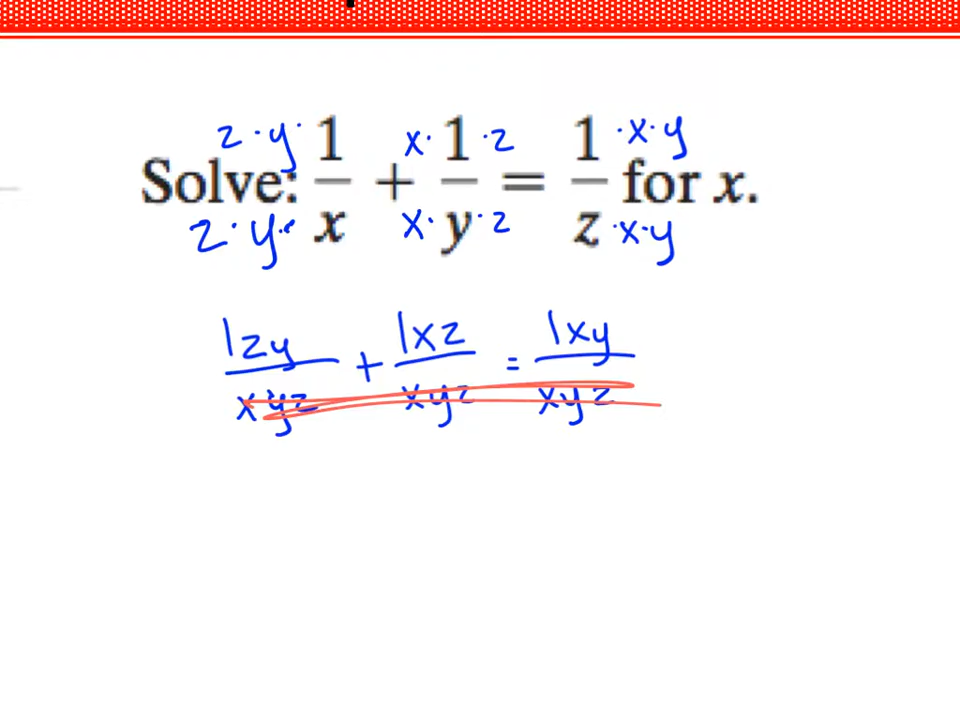 z · y ·    x ·    · z    · x · y
Solve: 1/x + 1/y = 1/z for x.
z · y ·    x ·    · z    · x · y
1zy/xyz + 1xz/xyz = 1xy/xyz